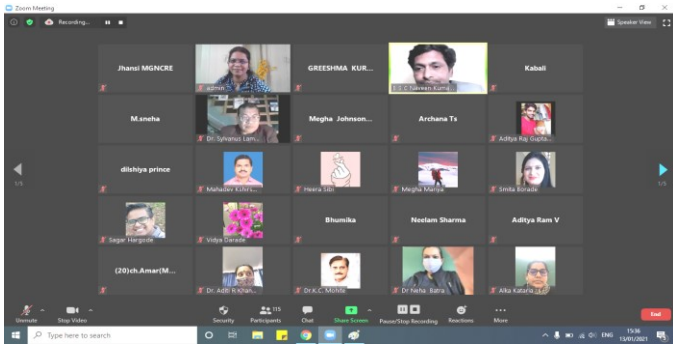 Zoom Meeting
Recording...
Speaker View
Jhansi MGNCRE
admin
GREESHMA KUR...
Kabali
M.sneha
Dr. Sylvanus Lam...
Megha Johnson...
Archana Ts
Aditya Raj Gupta...
dilshiya prince
Mahadev Kshirs...
Heera Sibi
Megha Mariya
Smita Borade
Sagar Hargode
Vidya Darade
Bhumika
Neelam Sharma
Aditya Ram V
(20)ch.Amar(M...
Dr. Aditi R Khan...
Dr.K.C. Mohite
Dr Neha Batra
Alka Kataria
1/5
1/5
Unmute
Stop Video
Security
115
Participants
Chat
Share Screen
Pause/Stop Recording
Reactions
More
End
Type here to search
ENG
15:36
13/01/2021